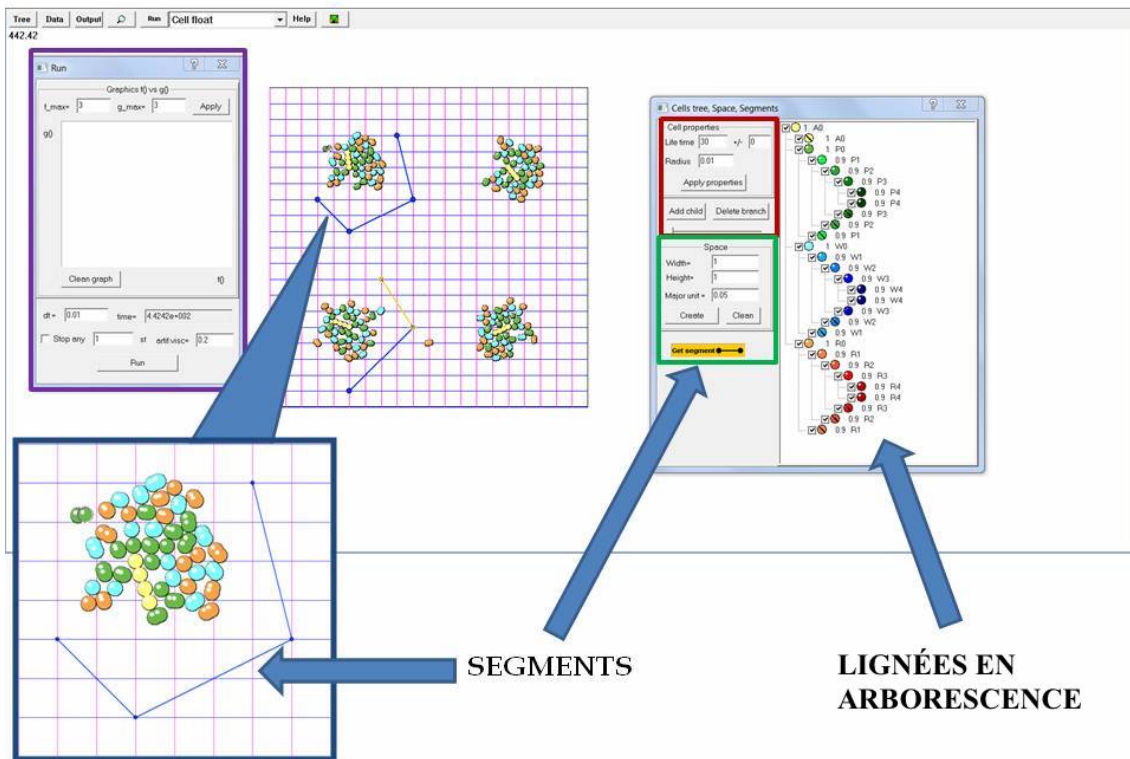 Tree Data Output Run Cell float Help
442.42
Run
Graphics f() vs g()
f_max= 3 g_max= 3 Apply
g()
Clean graph f()
dt= 0.01 time= 4.4242e+002
Stop any 1 st artif.visc= 0.2
Run
Cells tree, Space, Segments
Cell properties
Life time 30 +/- 0
Radius 0.01
Apply properties
Add child Delete branch
Space
Width= 1
Height= 1
Major unit = 0.05
Create Clean
Get segment
1 A0
1 A0
1 P0
0.9 P1
0.9 P2
0.9 P3
0.9 P4
0.9 P4
0.9 P3
0.9 P2
0.9 P1
1 W0
0.9 W1
0.9 W2
0.9 W3
0.9 W4
0.9 W4
0.9 W3
0.9 W2
0.9 W1
1 R0
0.9 R1
0.9 R2
0.9 R3
0.9 R4
0.9 R4
0.9 R3
0.9 R2
0.9 R1
SEGMENTS
LIGNÉES EN
ARBORESCENCE